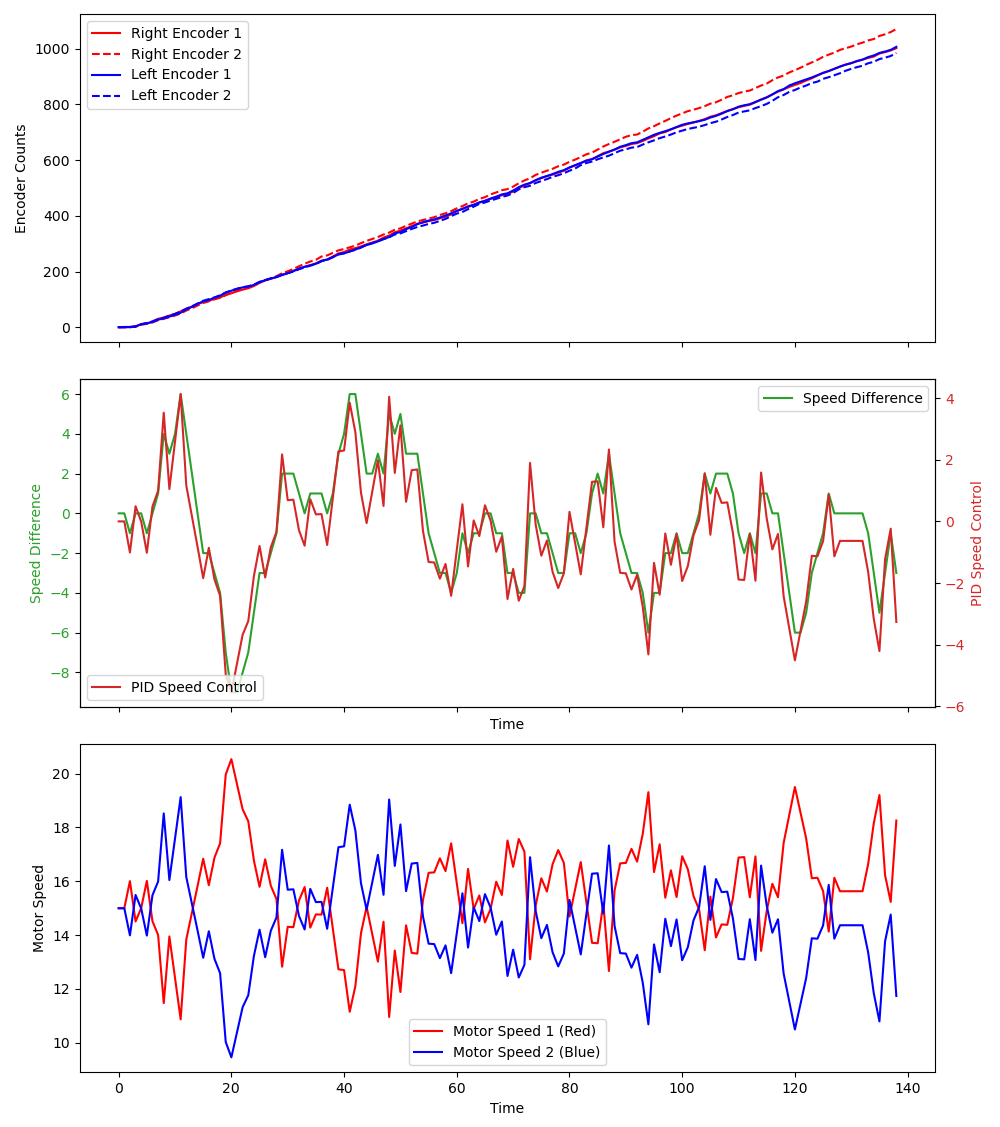 Right Encoder 1
Right Encoder 2
Left Encoder 1
Left Encoder 2
Encoder Counts
1000
800
600
400
200
0
Speed Difference
PID Speed Control
Speed Difference
6
4
2
0
−2
−4
−6
−8
4
2
0
−2
−4
−6
PID Speed Control
Time
Motor Speed
20
18
16
14
12
10
Motor Speed 1 (Red)
Motor Speed 2 (Blue)
0 20 40 60 80 100 120 140
Time